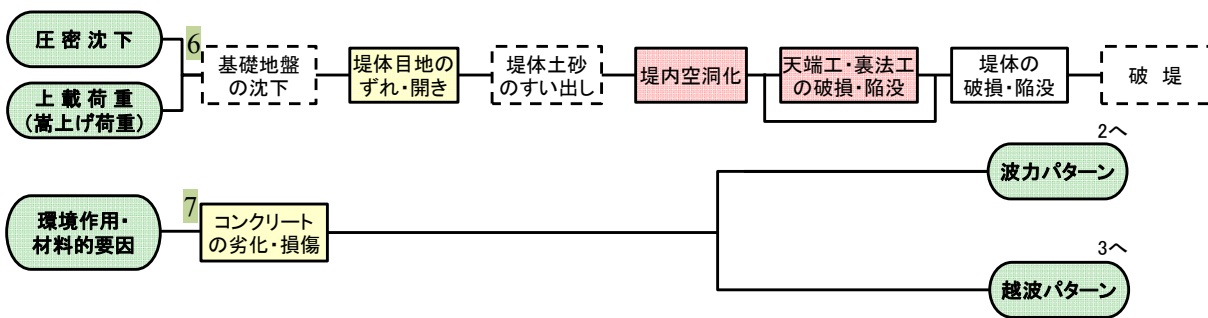 圧密沈下
上載荷重
(嵩上げ荷重)
6
基礎地盤
の沈下
堤体目地の
ずれ・開き
堤体土砂
のすい出し
堤内空洞化
天端工・裏法工
の破損・陥没
堤体の
破損・陥没
破 堤
環境作用・
材料的要因
7
コンクリート
の劣化・損傷
2へ
波力パターン
3へ
越波パターン